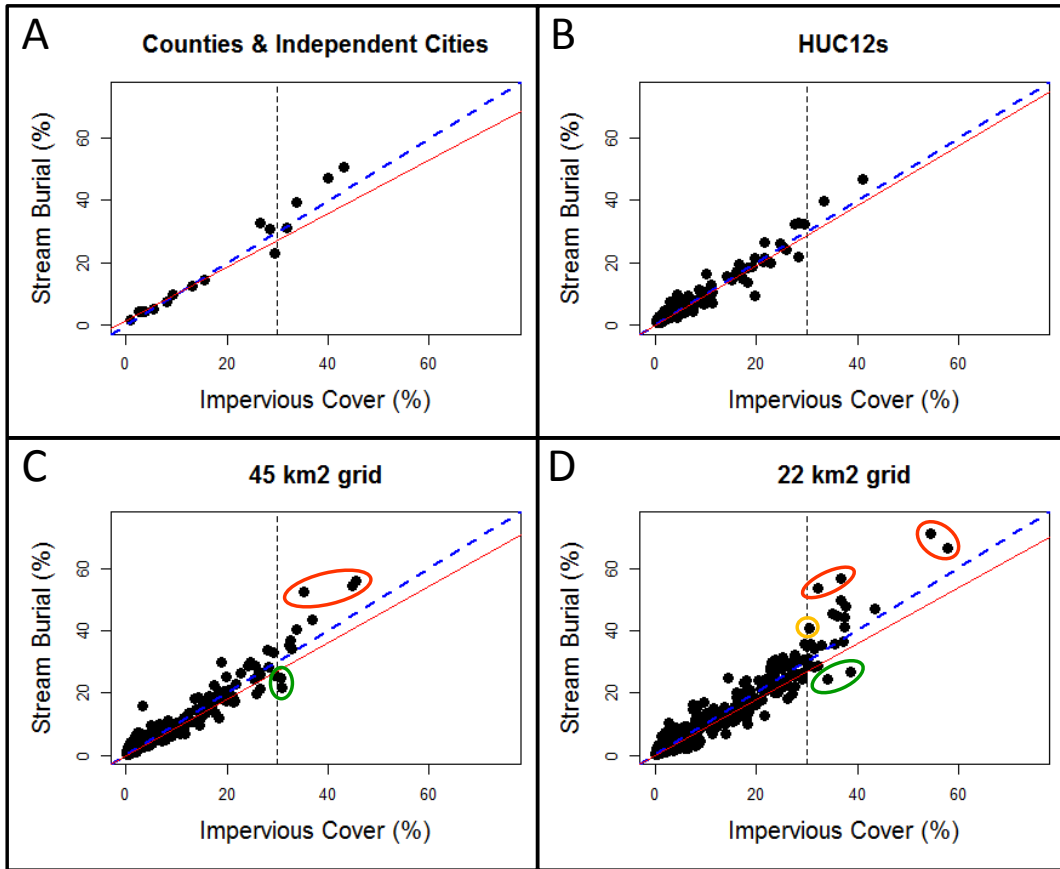 A
Counties & Independent Cities
Stream Burial (%)
60
40
20
0
0 20 40 60
Impervious Cover (%)
B
HUC12s
Stream Burial (%)
60
40
20
0
0 20 40 60
Impervious Cover (%)
C
45 km2 grid
Stream Burial (%)
60
40
20
0
0 20 40 60
Impervious Cover (%)
D
22 km2 grid
Stream Burial (%)
60
40
20
0
0 20 40 60
Impervious Cover (%)